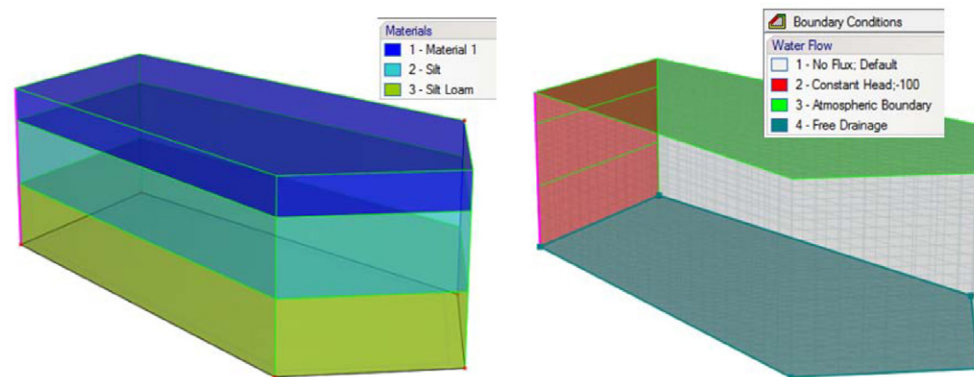 Materials
1 - Material 1
2 - Silt
3 - Silt Loam
Boundary Conditions
Water Flow
1 - No Flux; Default
2 - Constant Head;-100
3 - Atmospheric Boundary
4 - Free Drainage